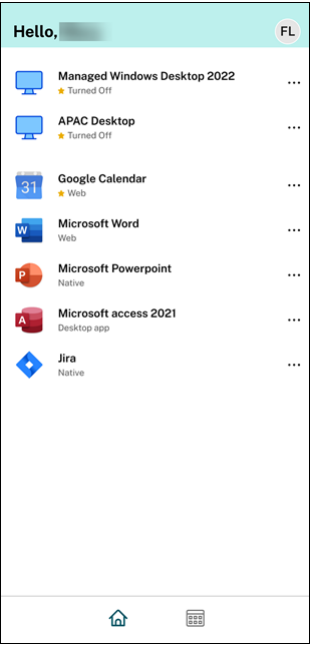 Hello,
FL
Managed Windows Desktop 2022
Turned Off
APAC Desktop
Turned Off
31
Google Calendar
Web
W
Microsoft Word
Web
P
Microsoft Powerpoint
Native
A
Microsoft access 2021
Desktop app
Jira
Native